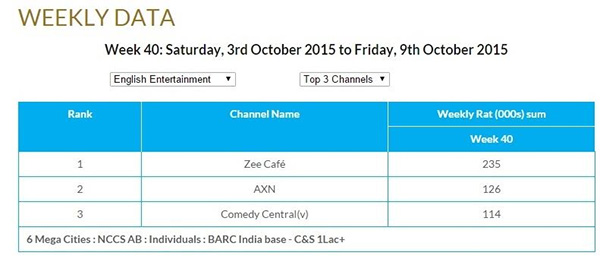 WEEKLY DATA
Week 40: Saturday, 3rd October 2015 to Friday, 9th October 2015
English Entertainment Top 3 Channels
Rank Channel Name Weekly Rat (000s) sum
Week 40
1 Zee Café 235
2 AXN 126
3 Comedy Central(v) 114
6 Mega Cities : NCCS AB : Individuals : BARC India base - C&S 1Lac+